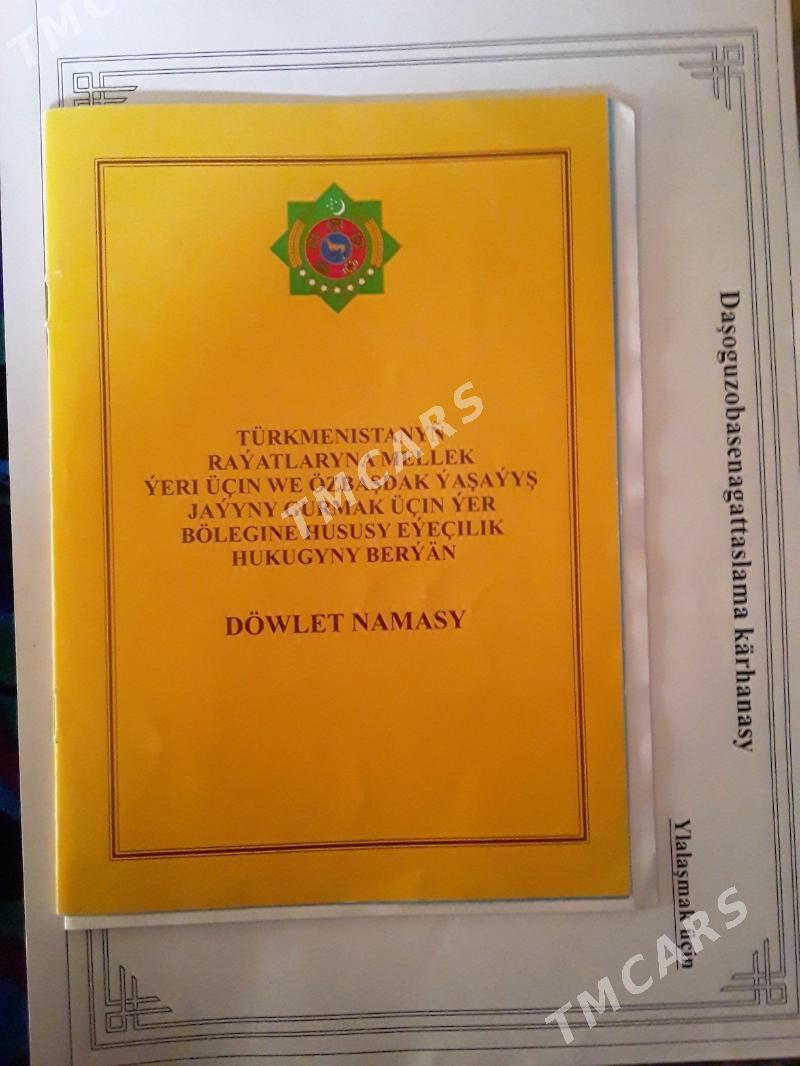 TÜRKMENISTANYŇ
RAÝATLARYNA MELLEK
ÝERI ÜÇIN WE ÖZBAŞDAK ÝAŞAÝYŞ
JAÝYNY GURMAK ÜÇIN ÝER
BÖLEGINE HUSUSY EÝEÇILIK
HUKUGYNY BERÝÄN
DÖWLET NAMASY
Daşoguzobasenagattaslama kärhanasy
Ylalaşmak üçin
TMCARS
TMCARS
TMCARS